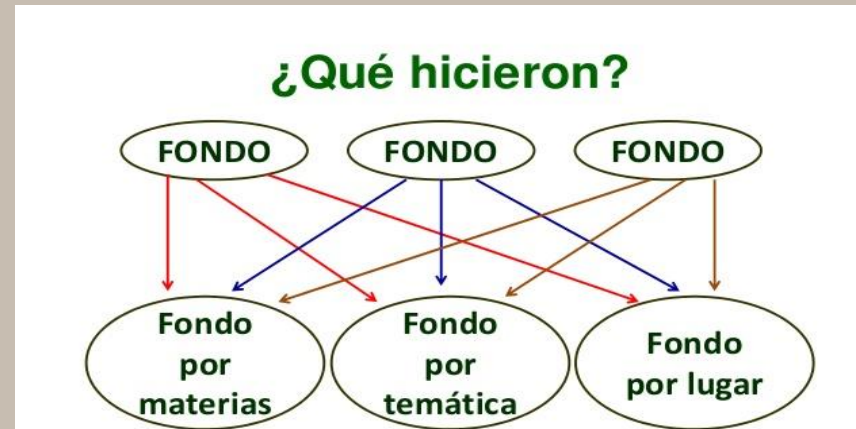 ¿Qué hicieron?
FONDO
FONDO
FONDO
Fondo
por
materias
Fondo
por
temática
Fondo
por lugar